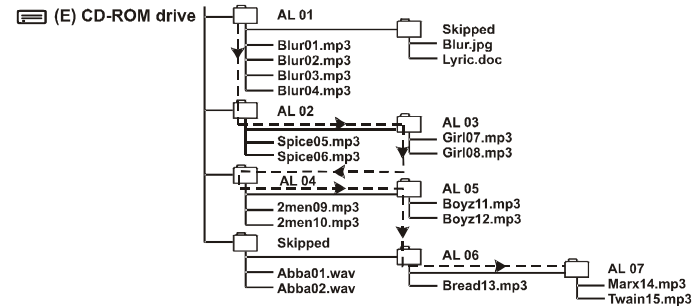 (E) CD-ROM drive
AL 01
Skipped
Blur01.mp3
Blur.jpg
Blur02.mp3
Lyric.doc
Blur03.mp3
Blur04.mp3
AL 02
AL 03
Spice05.mp3
Girl07.mp3
Spice06.mp3
Girl08.mp3
AL 04
AL 05
2men09.mp3
Boyz11.mp3
2men10.mp3
Boyz12.mp3
Skipped
AL 06
AL 07
Abba01.wav
Bread13.mp3
Marx14.mp3
Abba02.wav
Twain15.mp3